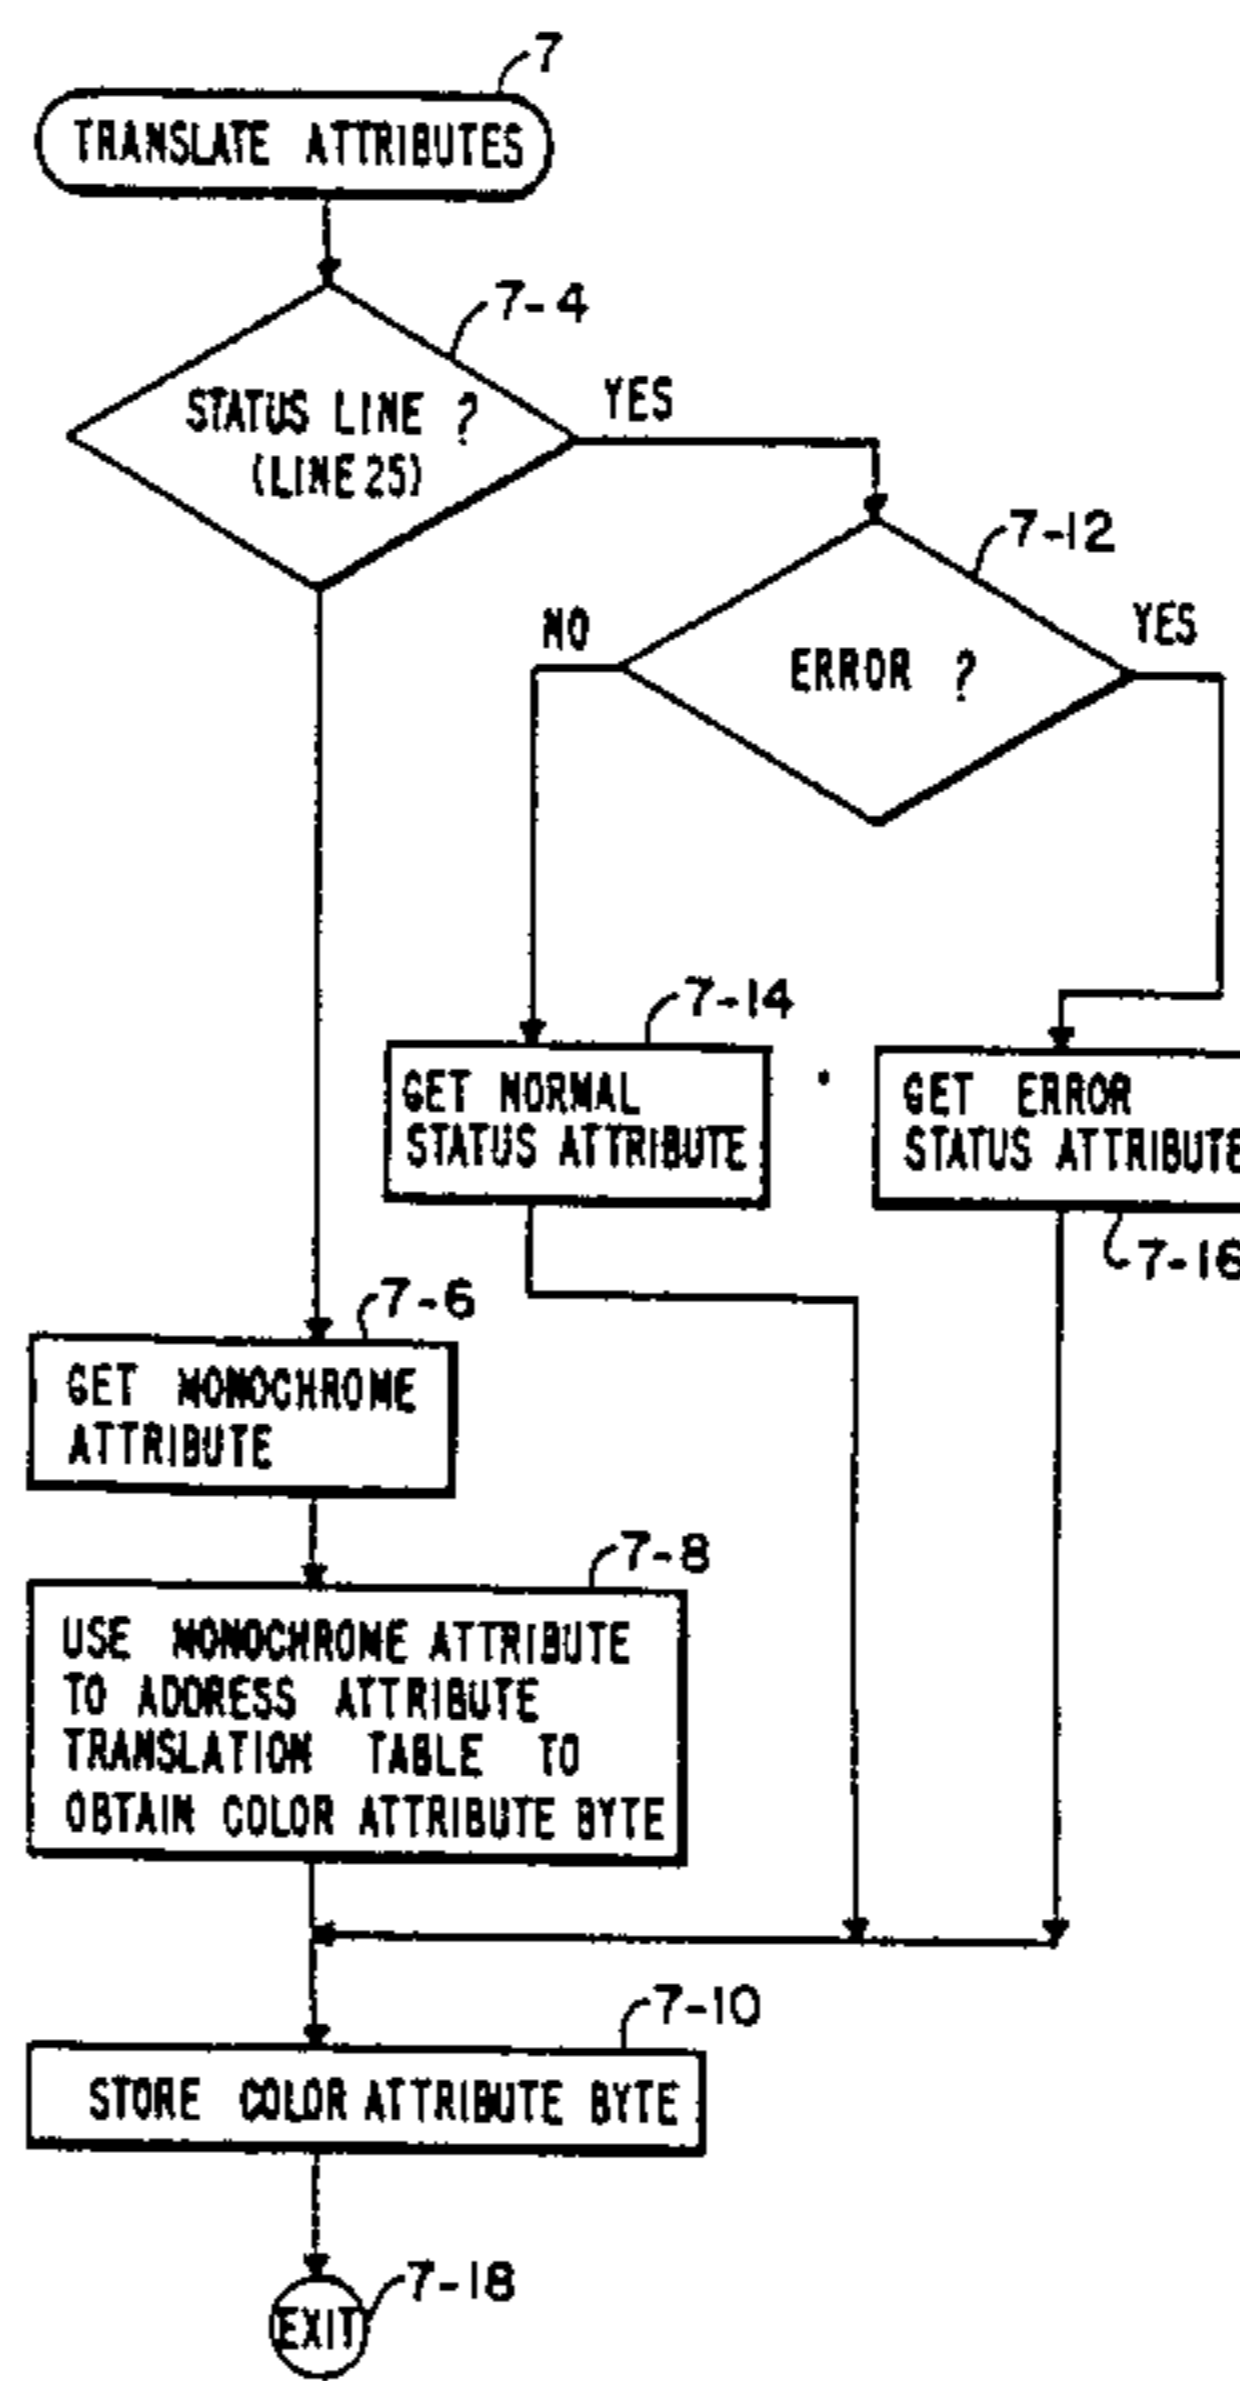 7
TRANSLATE ATTRIBUTES
7-4
STATUS LINE ?
(LINE 25)
YES
7-12
NO
ERROR ?
YES
7-14
GET NORMAL
STATUS ATTRIBUTE
GET ERROR
STATUS ATTRIBUTE
7-16
7-6
GET MONOCHROME
ATTRIBUTE
7-8
USE MONOCHROME ATTRIBUTE
TO ADDRESS ATTRIBUTE
TRANSLATION TABLE TO
OBTAIN COLOR ATTRIBUTE BYTE
7-10
STORE COLOR ATTRIBUTE BYTE
7-18
EXIT